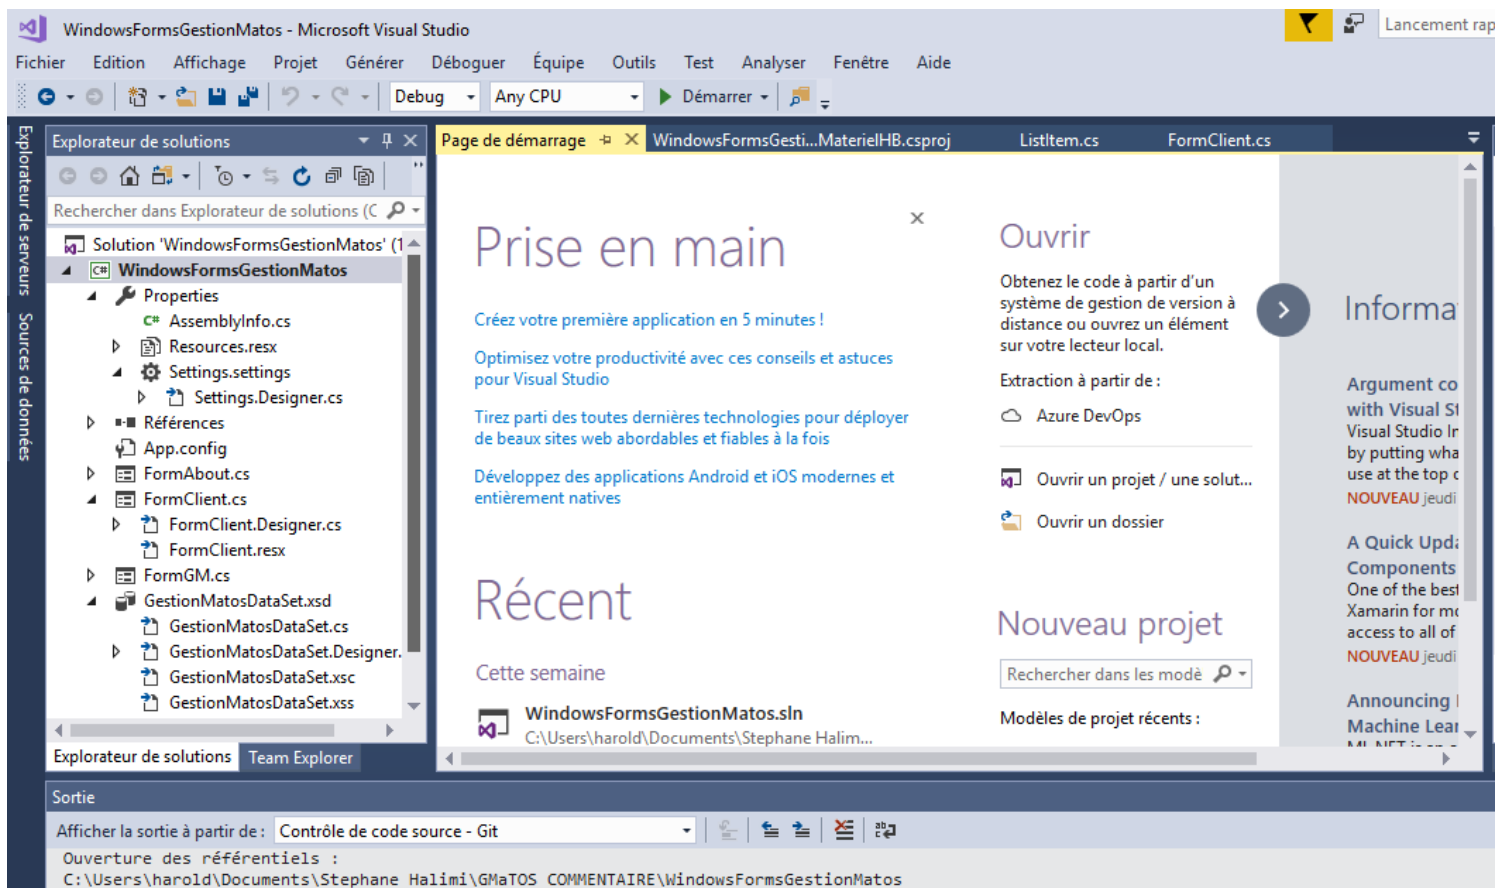 WindowsFormsGestionMatos - Microsoft Visual Studio
Lancement rap
Fichier Edition Affichage Projet Générer Déboguer Équipe Outils Test Analyser Fenêtre Aide
Debug Any CPU Démarrer
Explorateur de serveurs
Sources de données
Explorateur de solutions
Rechercher dans Explorateur de solutions (C
Solution 'WindowsFormsGestionMatos' (1
C# WindowsFormsGestionMatos
Properties
C# AssemblyInfo.cs
Resources.resx
Settings.settings
Settings.Designer.cs
Références
App.config
FormAbout.cs
FormClient.cs
FormClient.Designer.cs
FormClient.resx
FormGM.cs
GestionMatosDataSet.xsd
GestionMatosDataSet.cs
GestionMatosDataSet.Designer.
GestionMatosDataSet.xsc
GestionMatosDataSet.xss
Explorateur de solutions Team Explorer
Page de démarrage WindowsFormsGesti...MaterielHB.csproj ListItem.cs FormClient.cs
Prise en main
Créez votre première application en 5 minutes !
Optimisez votre productivité avec ces conseils et astuces
pour Visual Studio
Tirez parti des toutes dernières technologies pour déployer
de beaux sites web abordables et fiables à la fois
Développez des applications Android et iOS modernes et
entièrement natives
Récent
Cette semaine
WindowsFormsGestionMatos.sln
C:\Users\harold\Documents\Stephane Halim...
Ouvrir
Obtenez le code à partir d'un
système de gestion de version à
distance ou ouvrez un élément
sur votre lecteur local.
Extraction à partir de :
Azure DevOps
Ouvrir un projet / une solut...
Ouvrir un dossier
Nouveau projet
Rechercher dans les modè
Modèles de projet récents :
Informa
Argument co
with Visual St
Visual Studio In
by putting wha
use at the top c
NOUVEAU jeudi
A Quick Upda
Components
One of the best
Xamarin for mo
access to all of
NOUVEAU jeudi
Announcing
Machine Lear
Sortie
Afficher la sortie à partir de : Contrôle de code source - Git
Ouverture des référentiels :
C:\Users\harold\Documents\Stephane Halimi\GMaTOS COMMENTAIRE\WindowsFormsGestionMatos